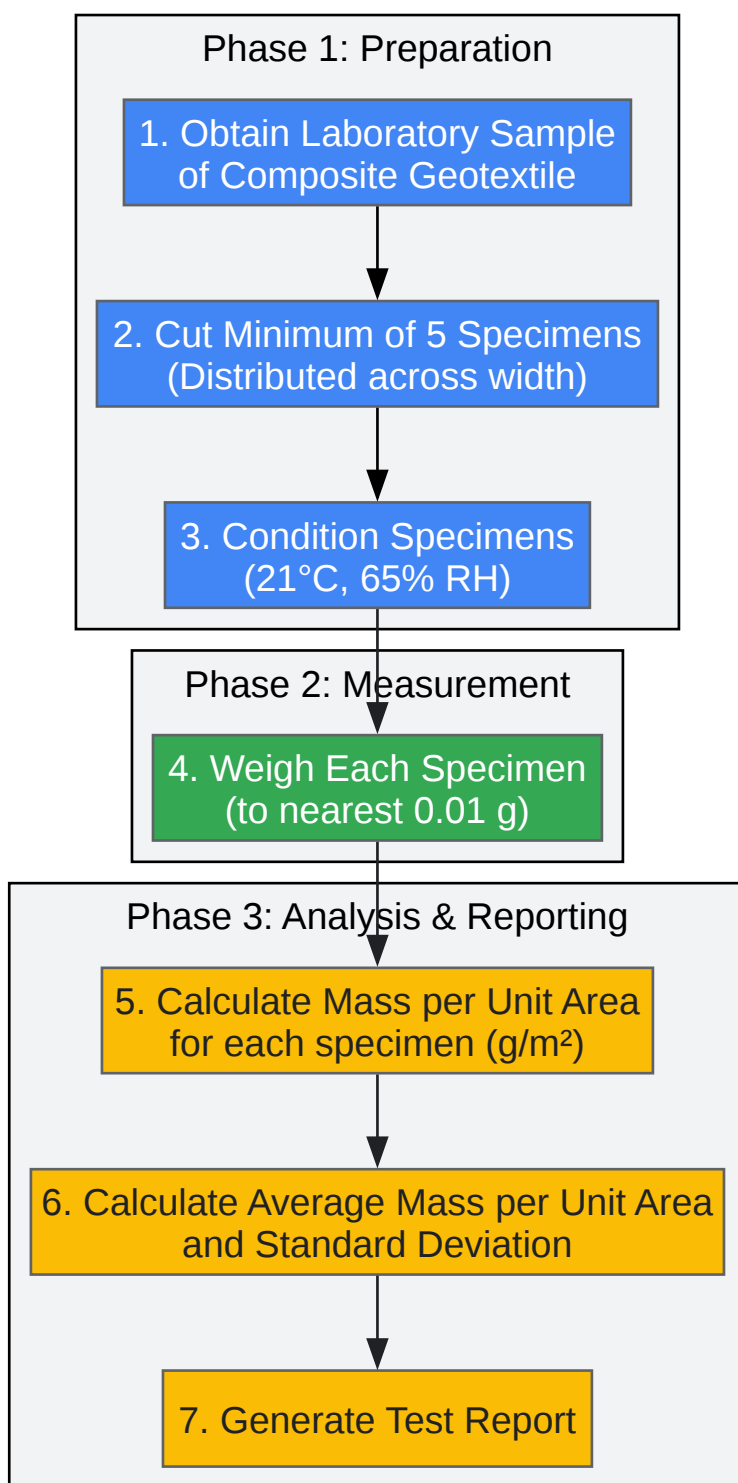 Phase 1: Preparation
1. Obtain Laboratory Sample
of Composite Geotextile
2. Cut Minimum of 5 Specimens
(Distributed across width)
3. Condition Specimens
(21°C, 65% RH)
Phase 2: Measurement
4. Weigh Each Specimen
(to nearest 0.01 g)
Phase 3: Analysis & Reporting
5. Calculate Mass per Unit Area
for each specimen (g/m²)
6. Calculate Average Mass per Unit Area
and Standard Deviation
7. Generate Test Report